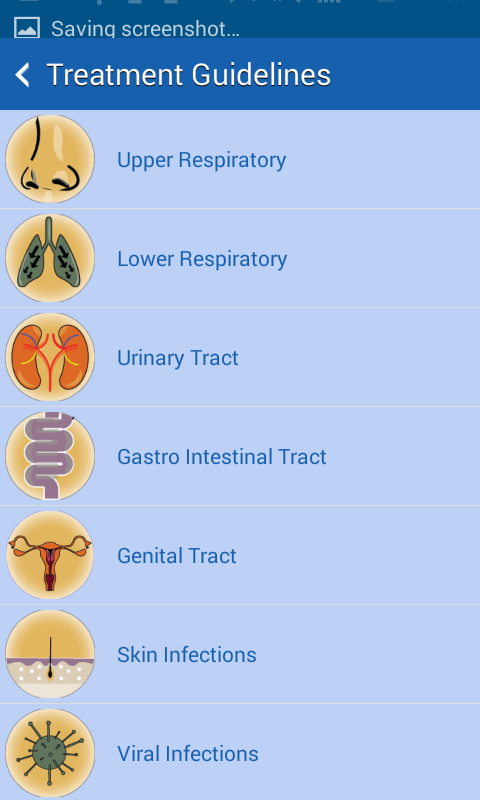 Saving screenshot...
Treatment Guidelines
Upper Respiratory
Lower Respiratory
Urinary Tract
Gastro Intestinal Tract
Genital Tract
Skin Infections
Viral Infections